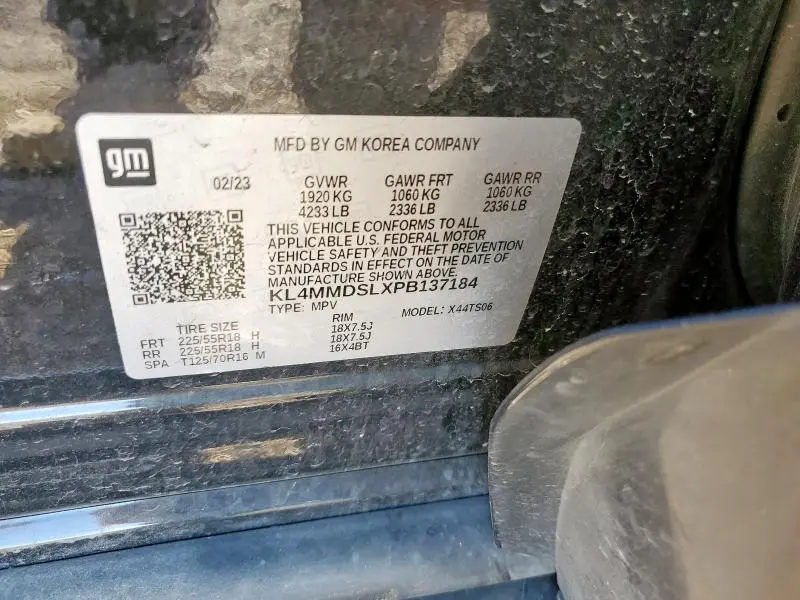 gm
MFD BY GM KOREA COMPANY
02/23 GVWR GAWR FRT GAWR RR
1920 KG 1060 KG 1060 KG
4233 LB 2336 LB 2336 LB
THIS VEHICLE CONFORMS TO ALL
APPLICABLE U.S. FEDERAL MOTOR
VEHICLE SAFETY AND THEFT PREVENTION
STANDARDS IN EFFECT ON THE DATE OF
MANUFACTURE SHOWN ABOVE.
KL4MMDSLXPB137184
TYPE: MPV MODEL: X44TS06
TIRE SIZE RIM
FRT 225/55R18 H 18X7.5J
RR 225/55R18 H 18X7.5J
SPA T125/70R16 M 16X4BT